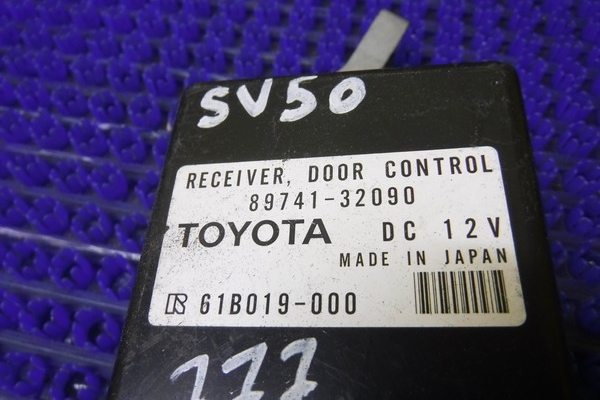 SV50
RECEIVER, DOOR CONTROL
89741-32090
TOYOTA DC 12V
MADE IN JAPAN
61B019-000
777